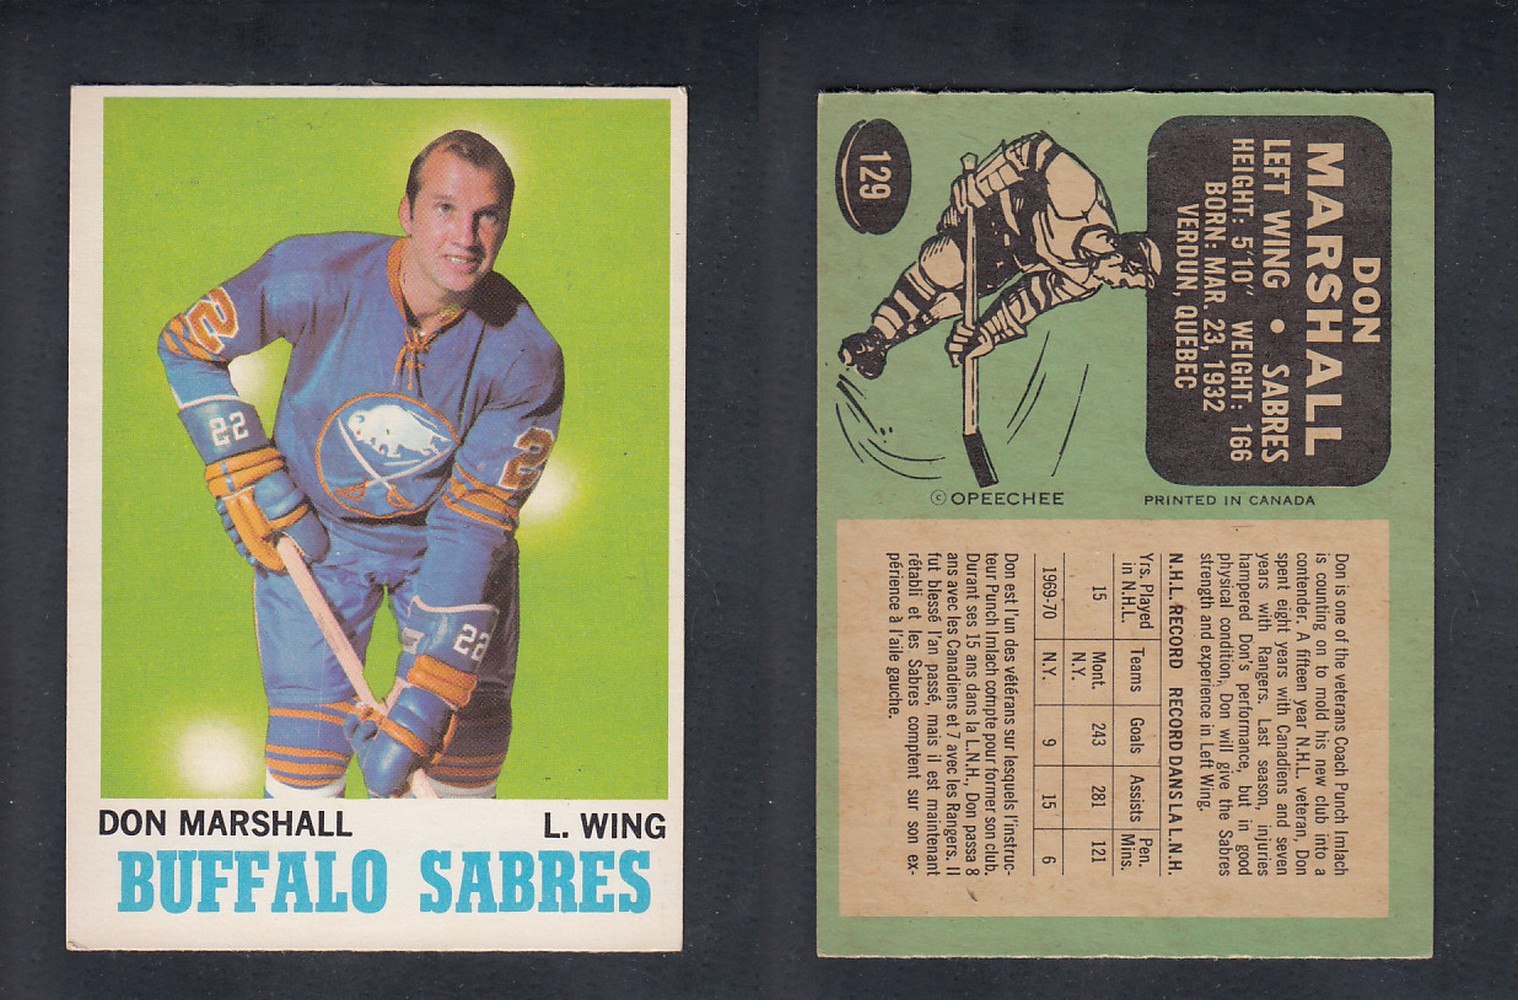 22
22
DON MARSHALL
L. WING
BUFFALO SABRES
129
DON
MARSHALL
LEFT WING • SABRES
HEIGHT: 5'10" WEIGHT: 166
BORN: MAR. 23, 1932
VERDUN, QUEBEC
© OPEECHEE
PRINTED IN CANADA
Don is one of the veterans Coach Punch Imlach
is counting on to mold his new club into a
contender. A fifteen year N.H.L. veteran, Don
spent eight years with Canadiens and seven
years with Rangers. Last season, injuries
hampered Don's performance, but in good
physical condition, Don will give the Sabres
strength and experience in Left Wing.
N.H.L. RECORD RECORD DANS LA L.N.H.
Yrs. Played in N.H.L. Teams Goals Assists Pen. Mins.
15 Mont. N.Y. 243 281 121
1969-70 N.Y. 9 15 6
Don est l'un des vétérans sur lesquels l'instruc-
teur Punch Imlach compte pour former son club.
Durant ses 15 ans dans la L.N.H., Don passa 8
ans avec les Canadiens et 7 avec les Rangers. Il
fut blessé l'an passé, mais il est maintenant
rétabli et les Sabres comptent sur son ex-
périence à l'aile gauche.